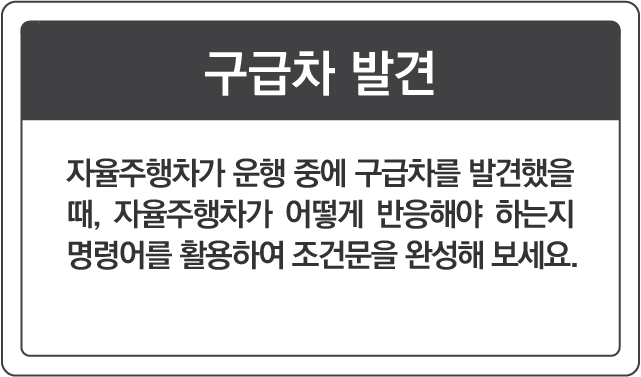 구급차 발견
자율주행차가 운행 중에 구급차를 발견했을
때, 자율주행차가 어떻게 반응해야 하는지
명령어를 활용하여 조건문을 완성해 보세요.